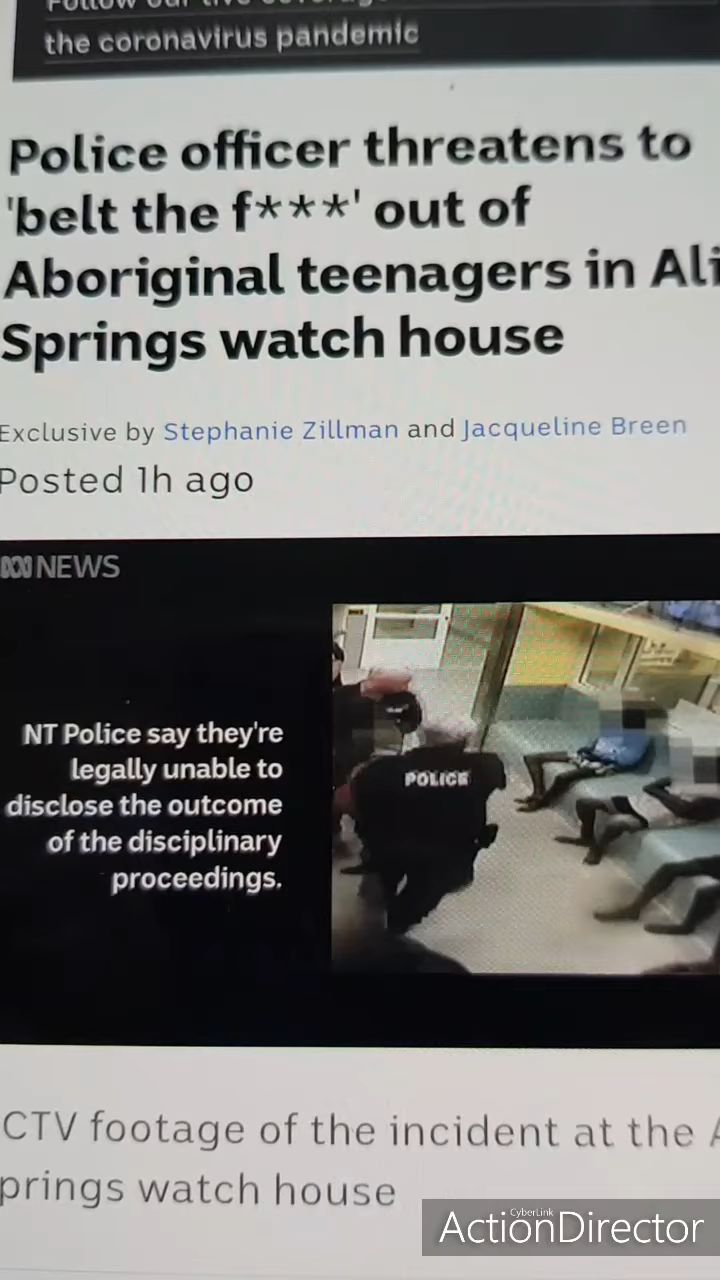 the coronavirus pandemic
Police officer threatens to
'belt the f***' out of
Aboriginal teenagers in Ali
Springs watch house
Exclusive by Stephanie Zillman and Jacqueline Breen
Posted 1h ago
NEWS
NT Police say they're
legally unable to
disclose the outcome
of the disciplinary
proceedings.
POLICE
CTV footage of the incident at the A
prings watch house
CyberLink
ActionDirector